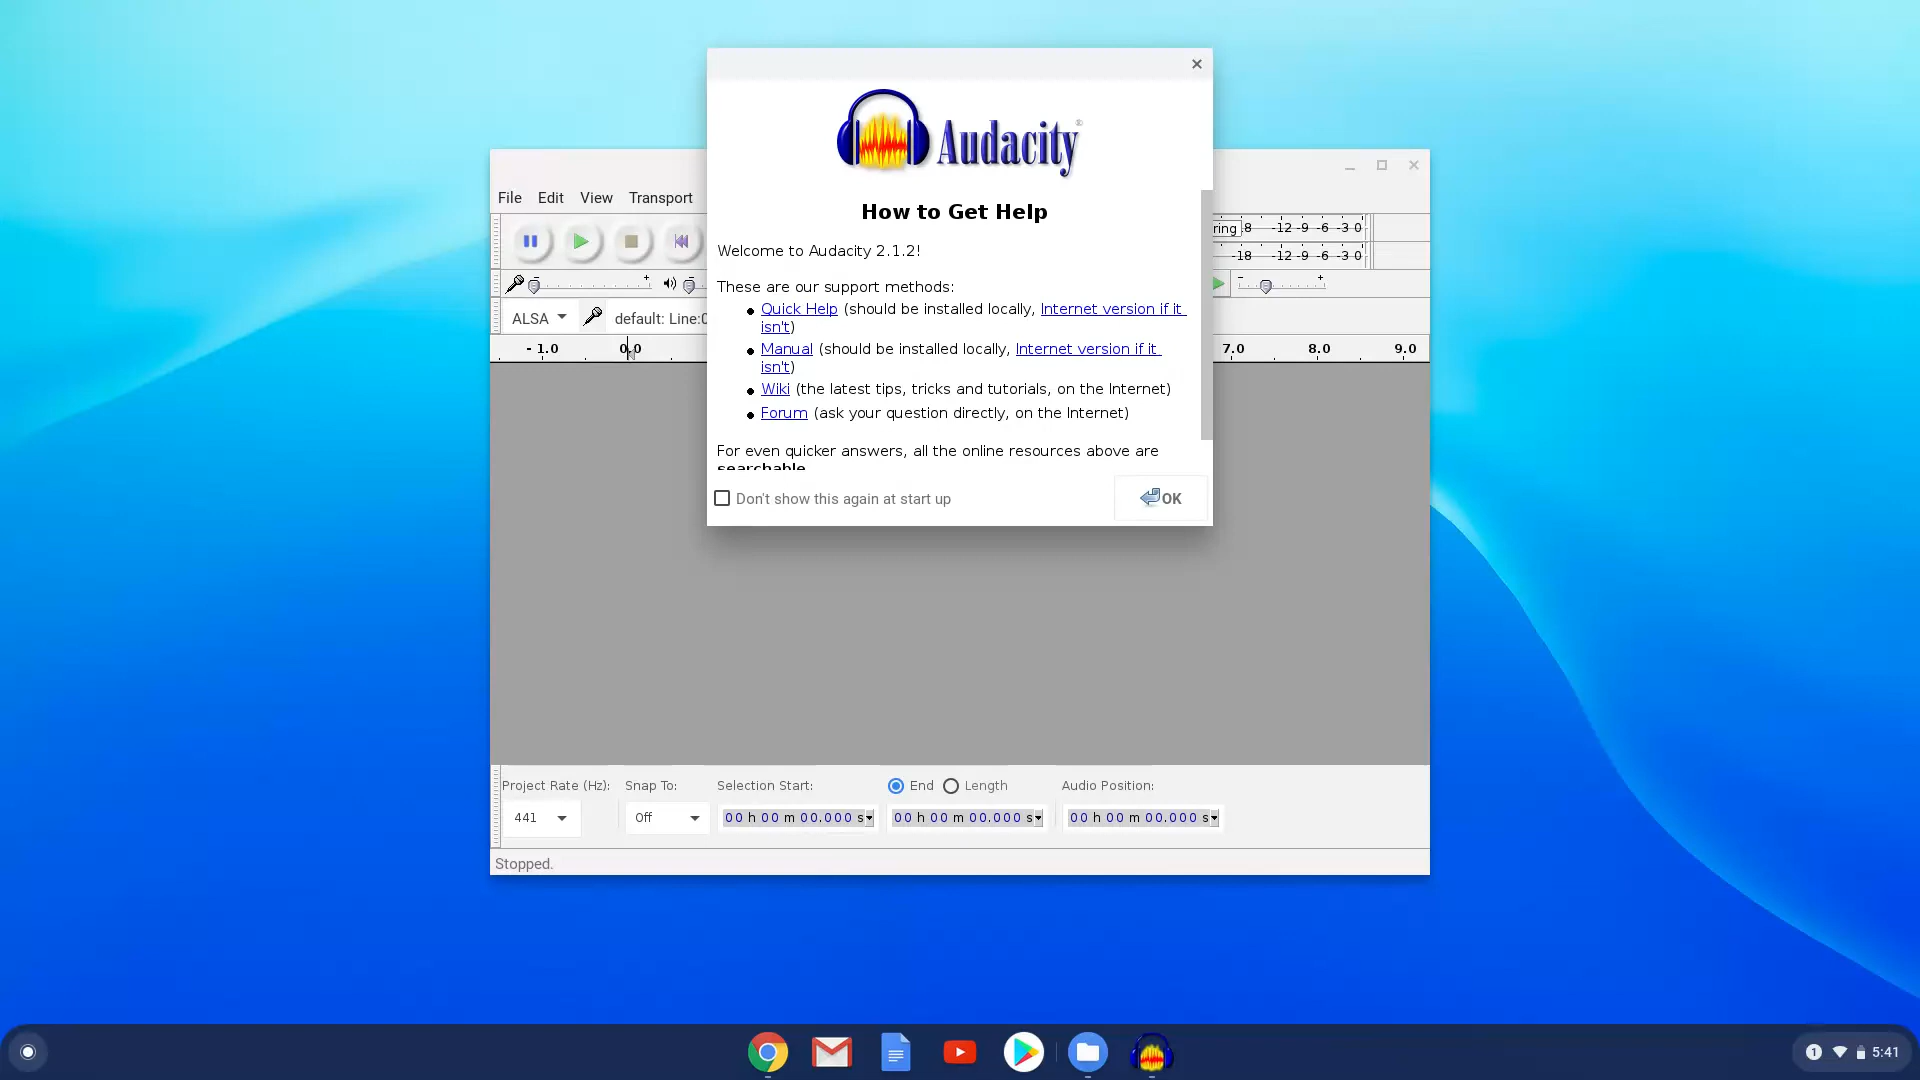 Audacity®
How to Get Help
Welcome to Audacity 2.1.2!
These are our support methods:
Quick Help (should be installed locally, Internet version if it
isn't)
Manual (should be installed locally, Internet version if it
isn't)
Wiki (the latest tips, tricks and tutorials, on the Internet)
Forum (ask your question directly, on the Internet)
For even quicker answers, all the online resources above are
searchable
Don't show this again at start up
OK
File Edit View Transport
ring 8 -12 -9 -6 -3 0
-18 -12 -9 -6 -3 0
- +
- +
ALSA default: Line:0
- 1.0 0.0 7.0 8.0 9.0
Project Rate (Hz): Snap To: Selection Start: End Length Audio Position:
441 Off 00 h 00 m 00.000 s 00 h 00 m 00.000 s 00 h 00 m 00.000 s
Stopped.
1 5:41